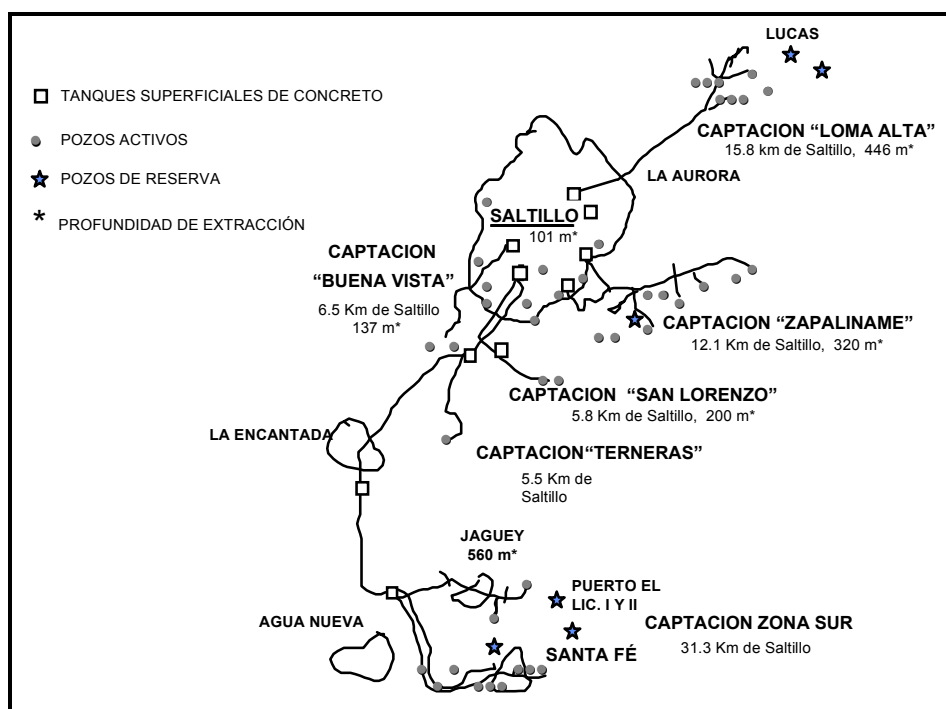 LUCAS
TANQUES SUPERFICIALES DE CONCRETO
POZOS ACTIVOS
POZOS DE RESERVA
* PROFUNDIDAD DE EXTRACCIÓN
CAPTACION “LOMA ALTA”
15.8 km de Saltillo, 446 m*
LA AURORA
SALTILLO
101 m*
CAPTACION
“BUENA VISTA”
6.5 Km de Saltillo
137 m*
CAPTACION “ZAPALINAME”
12.1 Km de Saltillo, 320 m*
CAPTACION “SAN LORENZO”
5.8 Km de Saltillo, 200 m*
LA ENCANTADA
CAPTACION“TERNERAS”
5.5 Km de
Saltillo
JAGUEY
560 m*
PUERTO EL
LIC. I Y II
AGUA NUEVA
CAPTACION ZONA SUR
31.3 Km de Saltillo
SANTA FÉ